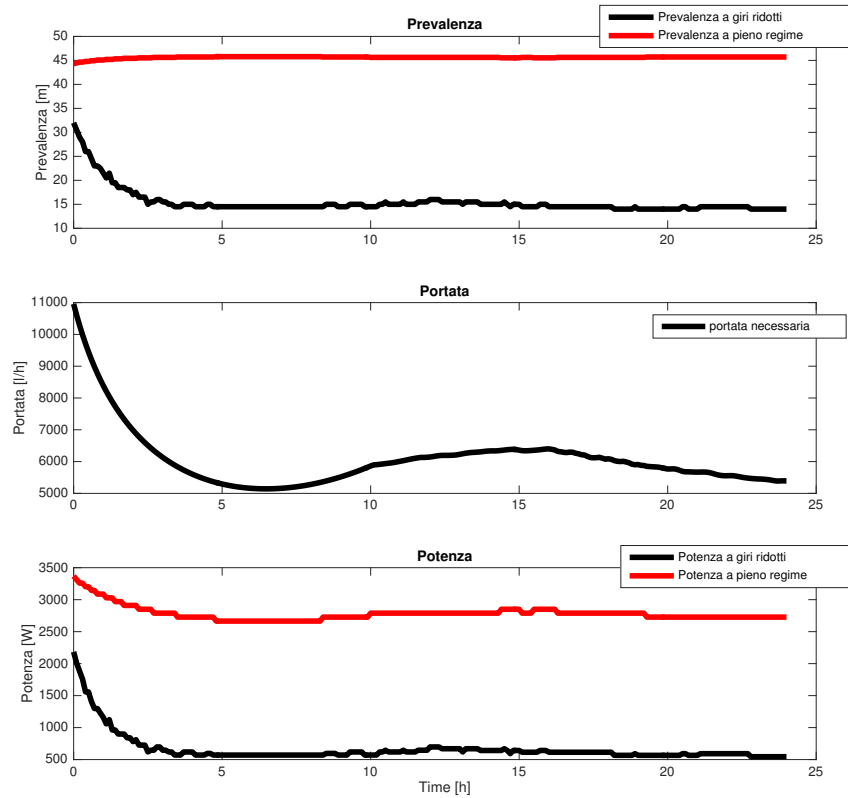 Prevalenza
Prevalenza a giri ridotti
Prevalenza a pieno regime
Prevalenza [m]
50
45
40
35
30
25
20
15
10
0 5 10 15 20 25
Portata
portata necessaria
Portata [l/h]
11000
10000
9000
8000
7000
6000
5000
0 5 10 15 20 25
Potenza
Potenza a giri ridotti
Potenza a pieno regime
Potenza [W]
3500
3000
2500
2000
1500
1000
500
0 5 10 15 20 25
Time [h]